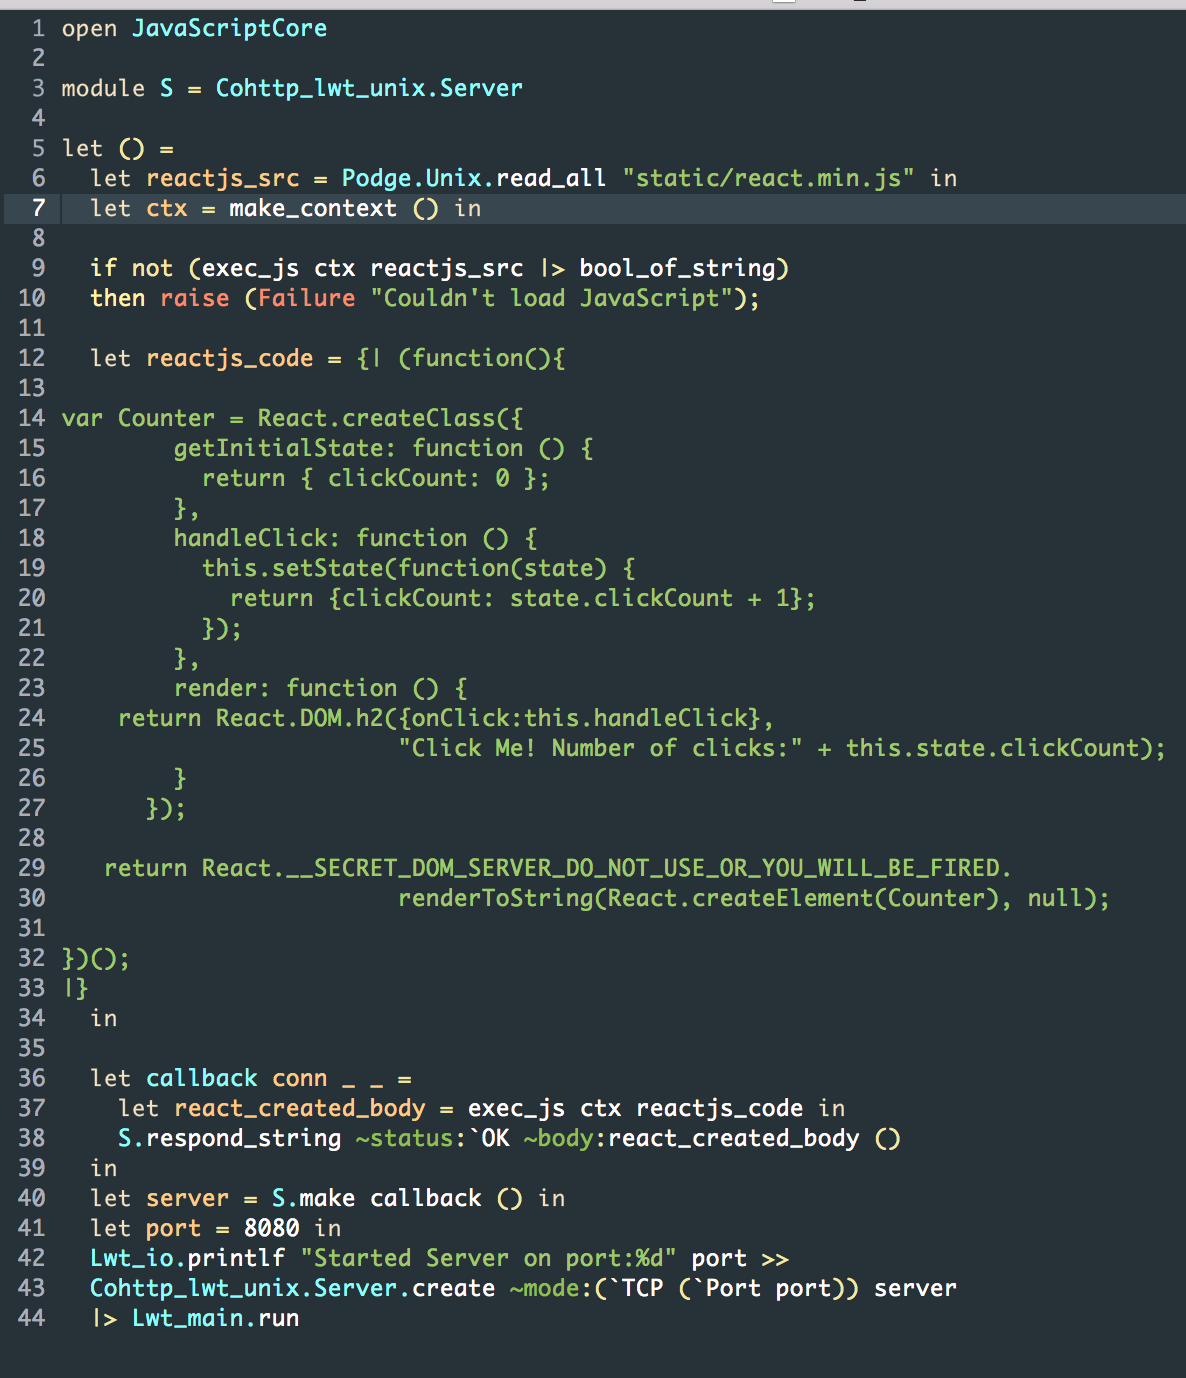 1 open JavaScriptCore
2
3 module S = Cohttp_lwt_unix.Server
4
5 let () =
6   let reactjs_src = Podge.Unix.read_all "static/react.min.js" in
7   let ctx = make_context () in
8
9   if not (exec_js ctx reactjs_src |> bool_of_string)
10   then raise (Failure "Couldn't load JavaScript");
11
12   let reactjs_code = {| (function(){
13
14 var Counter = React.createClass({
15         getInitialState: function () {
16           return { clickCount: 0 };
17         },
18         handleClick: function () {
19           this.setState(function(state) {
20             return {clickCount: state.clickCount + 1};
21           });
22         },
23         render: function () {
24     return React.DOM.h2({onClick:this.handleClick},
25                         "Click Me! Number of clicks:" + this.state.clickCount);
26         }
27       });
28
29    return React.__SECRET_DOM_SERVER_DO_NOT_USE_OR_YOU_WILL_BE_FIRED.
30                         renderToString(React.createElement(Counter), null);
31
32 })();
33 |}
34   in
35
36   let callback conn _ _ =
37     let react_created_body = exec_js ctx reactjs_code in
38     S.respond_string ~status:`OK ~body:react_created_body ()
39   in
40   let server = S.make callback () in
41   let port = 8080 in
42   Lwt_io.printlf "Started Server on port:%d" port >>
43   Cohttp_lwt_unix.Server.create ~mode:(`TCP (`Port port)) server
44   |> Lwt_main.run